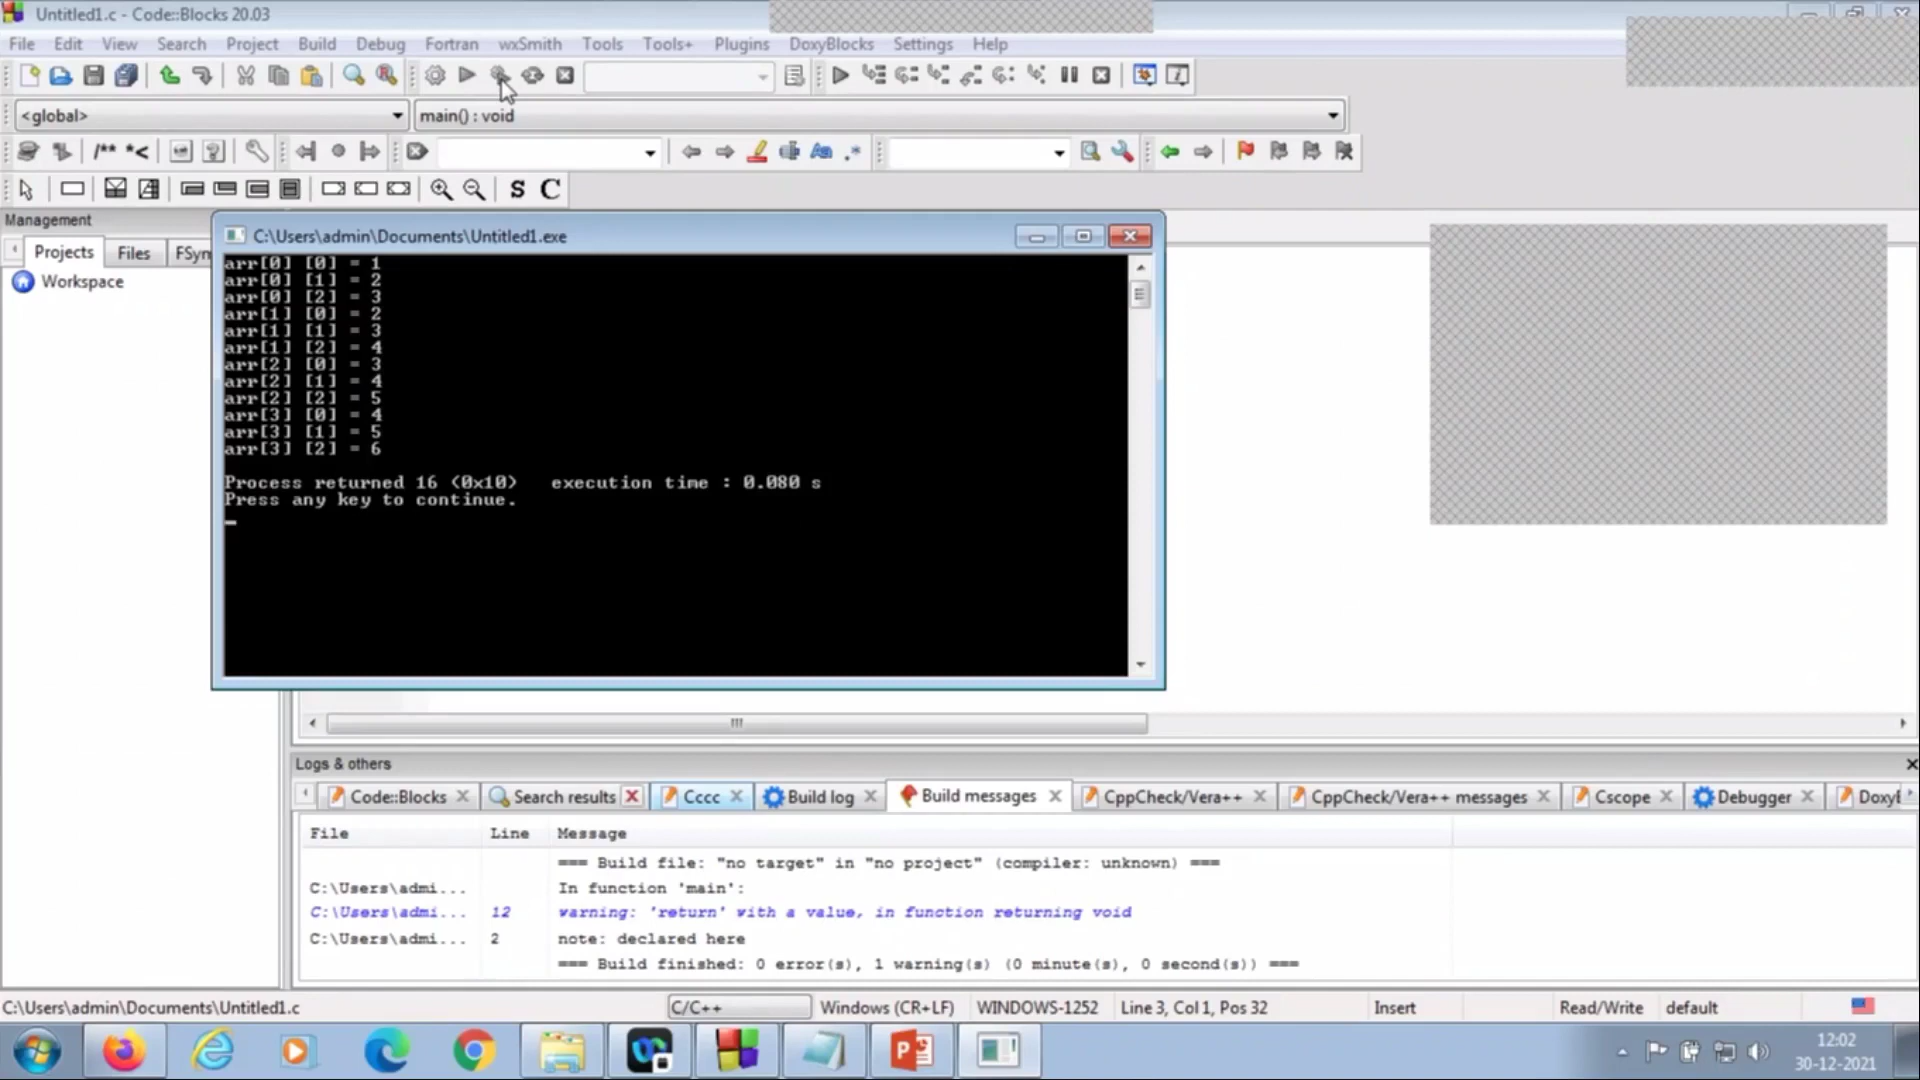 Untitled1.c - Code::Blocks 20.03
File Edit View Search Project Build Debug Fortran wxSmith Tools Tools+ Plugins DoxyBlocks Settings Help
<global> main() : void
/** *<
S C
Management
Projects Files FSyn
Workspace
C:\Users\admin\Documents\Untitled1.exe
arr[0] [0] = 1
arr[0] [1] = 2
arr[0] [2] = 3
arr[1] [0] = 2
arr[1] [1] = 3
arr[1] [2] = 4
arr[2] [0] = 3
arr[2] [1] = 4
arr[2] [2] = 5
arr[3] [0] = 4
arr[3] [1] = 5
arr[3] [2] = 6
Process returned 16 (0x10) execution time : 0.080 s
Press any key to continue.
Logs & others
Code::Blocks Search results Cccc Build log Build messages CppCheck/Vera++ CppCheck/Vera++ messages Cscope Debugger DoxyB
File Line Message
=== Build file: "no target" in "no project" (compiler: unknown) ===
C:\Users\admi... In function 'main':
C:\Users\admi... 12 warning: 'return' with a value, in function returning void
C:\Users\admi... 2 note: declared here
=== Build finished: 0 error(s), 1 warning(s) (0 minute(s), 0 second(s)) ===
C:\Users\admin\Documents\Untitled1.c C/C++ Windows (CR+LF) WINDOWS-1252 Line 3, Col 1, Pos 32 Insert Read/Write default
12:02
30-12-2021